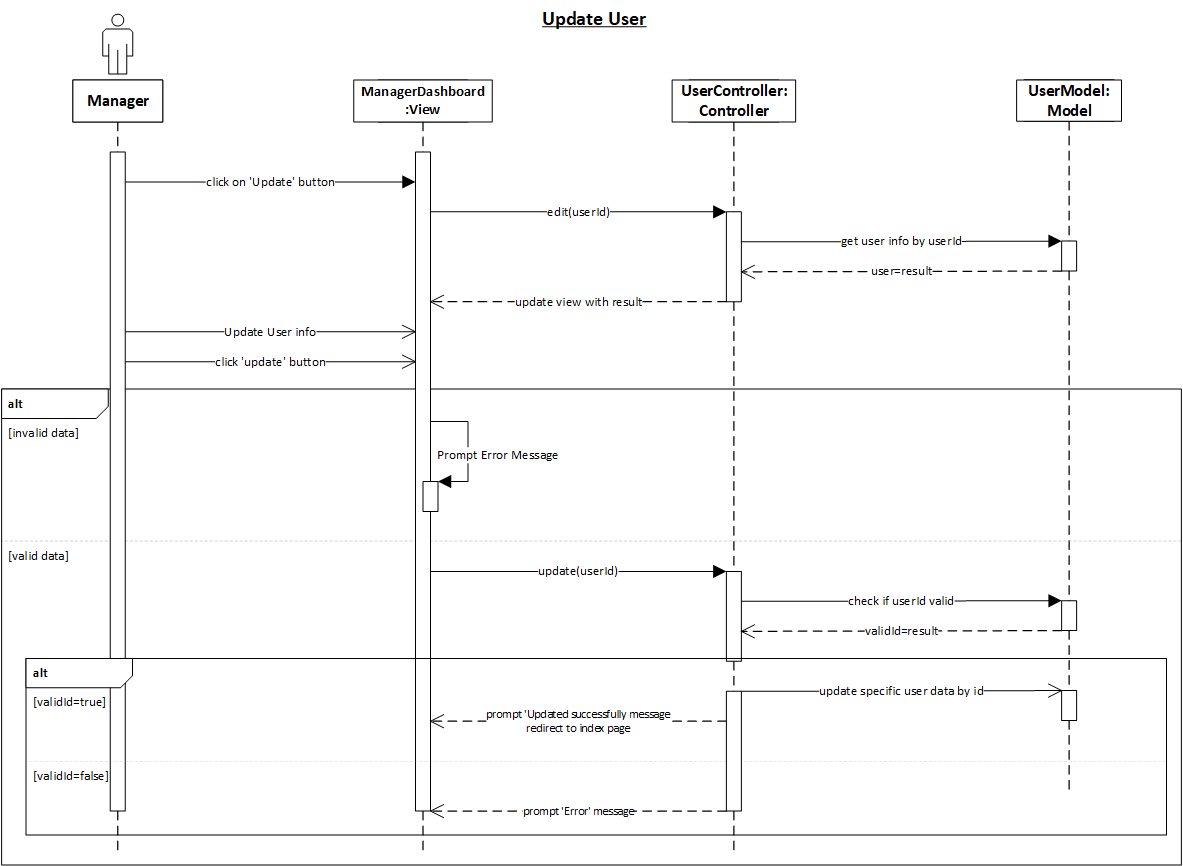 Update User
Manager
ManagerDashboard
:View
UserController:
Controller
UserModel:
Model
click on 'Update' button
edit(userId)
get user info by userId
user=result
update view with result
Update User info
click 'update' button
alt
[invalid data]
Prompt Error Message
[valid data]
update(userId)
check if userId valid
validId=result
alt
[validId=true]
update specific user data by id
prompt 'Updated successfully message
redirect to index page
[validId=false]
prompt 'Error' message